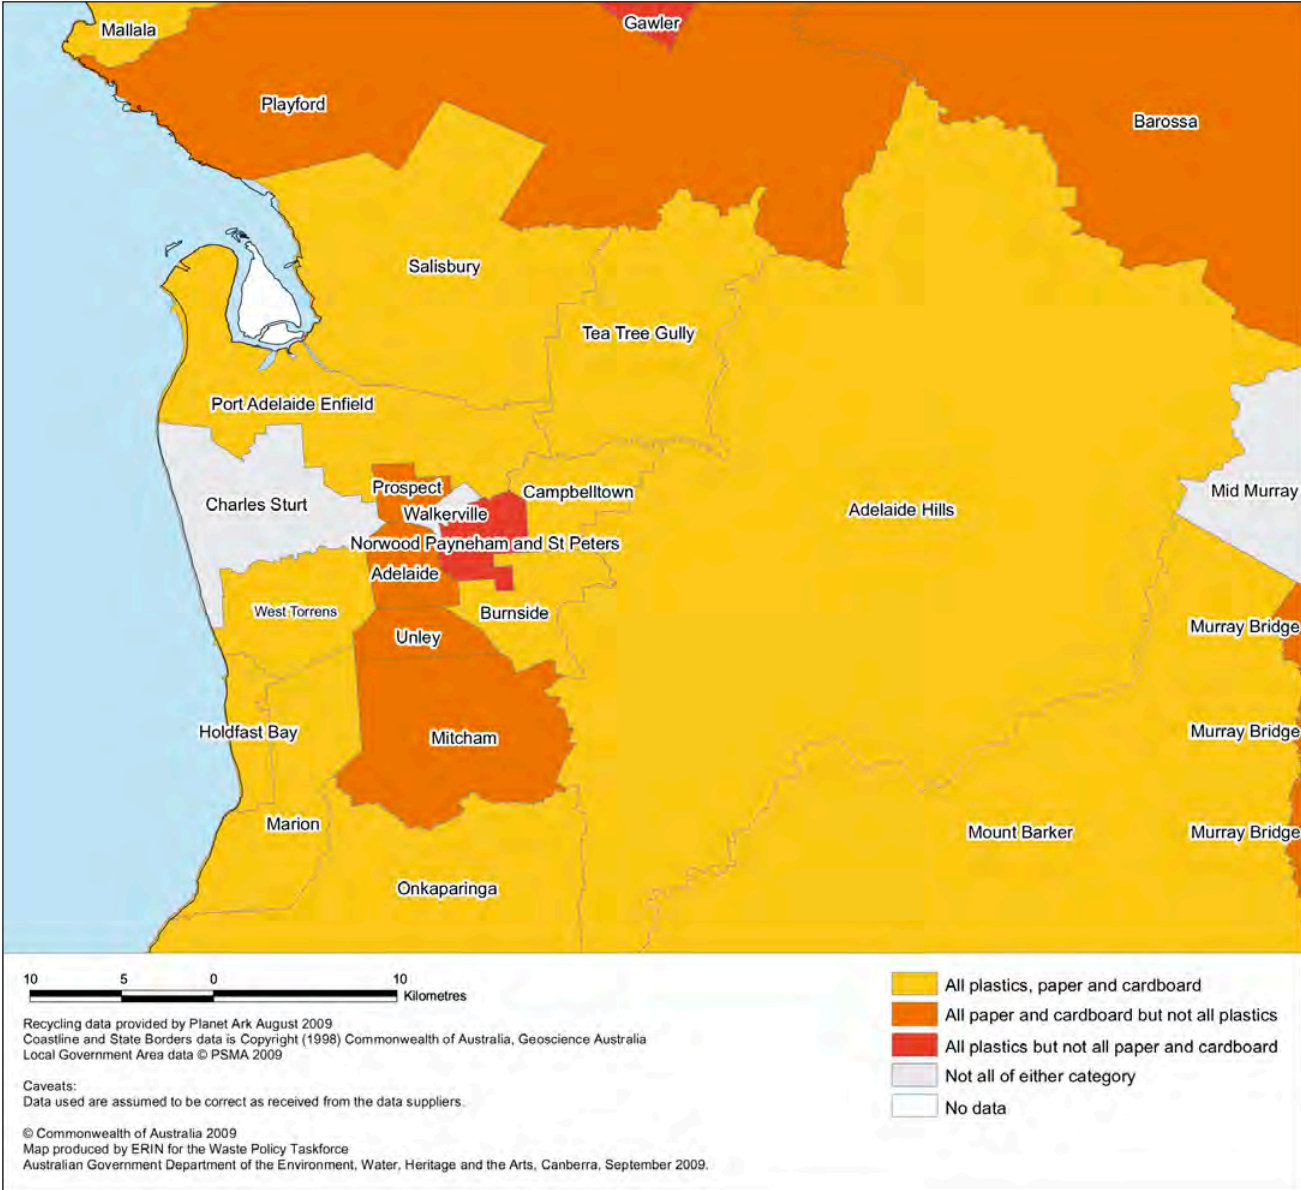 Mallala
Gawler
Playford
Barossa
Salisbury
Tea Tree Gully
Port Adelaide Enfield
Prospect
Campbelltown
Mid Murray
Charles Sturt
Walkerville
Adelaide Hills
Norwood Payneham and St Peters
Adelaide
West Torrens
Burnside
Murray Bridge
Unley
Holdfast Bay
Mitcham
Murray Bridge
Marion
Mount Barker
Murray Bridge
Onkaparinga
10 5 0 10
Kilometres
Recycling data provided by Planet Ark August 2009
Coastline and State Borders data is Copyright (1998) Commonwealth of Australia, Geoscience Australia
Local Government Area data © PSMA 2009
Caveats:
Data used are assumed to be correct as received from the data suppliers.
© Commonwealth of Australia 2009
Map produced by ERIN for the Waste Policy Taskforce
Australian Government Department of the Environment, Water, Heritage and the Arts, Canberra, September 2009.
All plastics, paper and cardboard
All paper and cardboard but not all plastics
All plastics but not all paper and cardboard
Not all of either category
No data